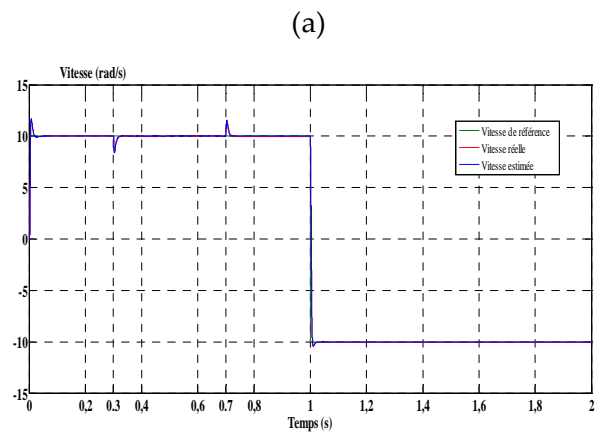 (a)
Vitesse (rad/s)
15
10
5
0
-5
-10
-15
Vitesse de référence
Vitesse réelle
Vitesse estimée
0 0,2 0.3 0,4 0,6 0.7 0,8 1 1,2 1,4 1,6 1,8 2
Temps (s)